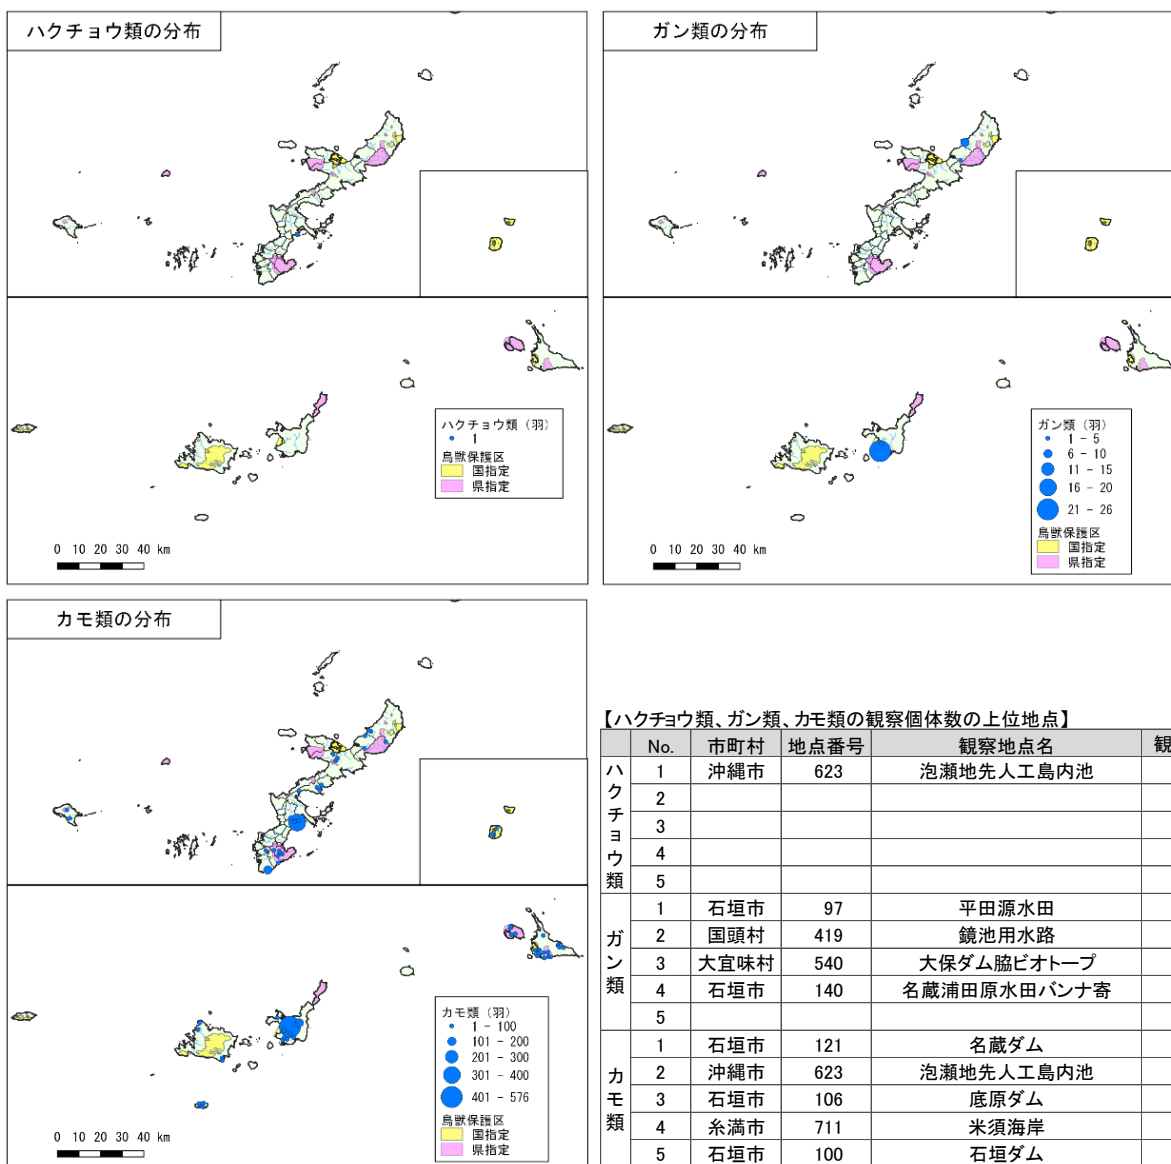 ハクチョウ類の分布
ハクチョウ類 (羽)
1
鳥獣保護区
国指定
県指定
0 10 20 30 40 km
ガン類の分布
ガン類 (羽)
1 - 5
6 - 10
11 - 15
16 - 20
21 - 26
鳥獣保護区
国指定
県指定
0 10 20 30 40 km
カモ類の分布
カモ類 (羽)
1 - 100
101 - 200
201 - 300
301 - 400
401 - 576
鳥獣保護区
国指定
県指定
0 10 20 30 40 km
【ハクチョウ類、ガン類、カモ類の観察個体数の上位地点】
No. 市町村 地点番号 観察地点名 観
ハクチョウ類
1 沖縄市 623 泡瀬地先人工島内池
2
3
4
5
ガン類
1 石垣市 97 平田源水田
2 国頭村 419 鏡池用水路
3 大宜味村 540 大保ダム脇ビオトープ
4 石垣市 140 名蔵浦田原水田バンナ寄
5
カモ類
1 石垣市 121 名蔵ダム
2 沖縄市 623 泡瀬地先人工島内池
3 石垣市 106 底原ダム
4 糸満市 711 米須海岸
5 石垣市 100 石垣ダム